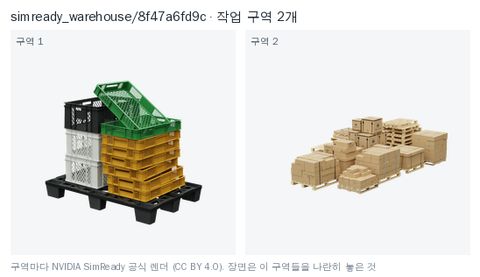 simready_warehouse/8f47a6fd9c · 작업 구역 2개
구역 1
구역 2
구역마다 NVIDIA SimReady 공식 렌더 (CC BY 4.0). 장면은 이 구역들을 나란히 놓은 것